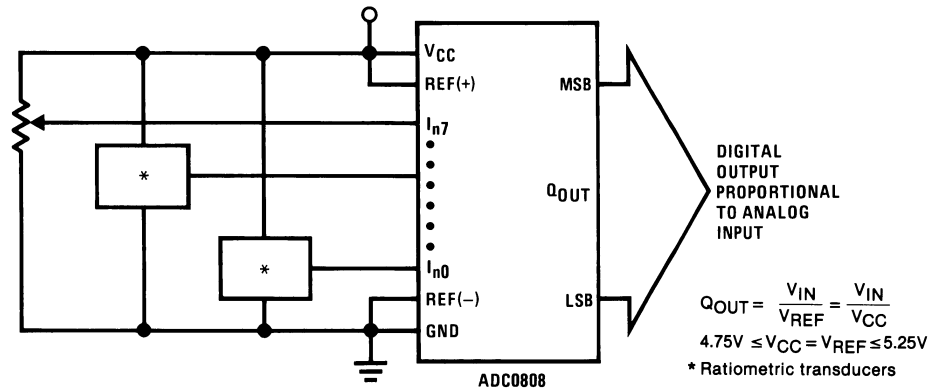 VCC
REF(+)
MSB
In7
*
*
QOUT
DIGITAL
OUTPUT
PROPORTIONAL
TO ANALOG
INPUT
In0
REF(−)
LSB
GND
QOUT = VIN/VREF = VIN/VCC
4.75V ≤ VCC = VREF ≤ 5.25V
* Ratiometric transducers
ADC0808